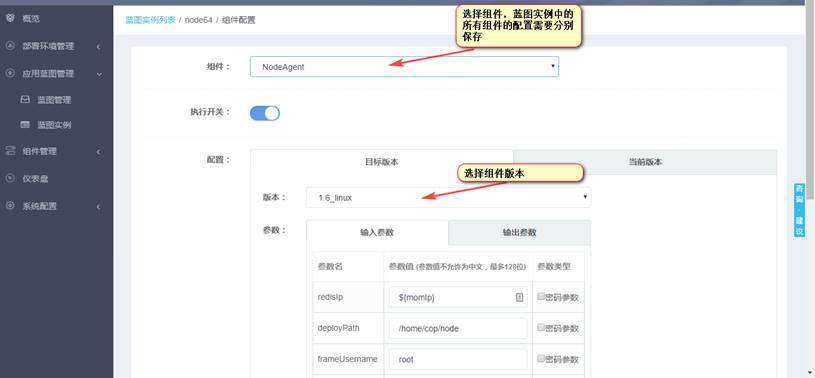 概览
部署环境管理
应用蓝图管理
蓝图管理
蓝图实例
组件管理
仪表盘
系统配置
蓝图实例列表 / node64 / 组件配置
选择组件，蓝图实例中的
所有组件的配置需要分别
保存
组件：
NodeAgent
执行开关：
配置：
目标版本
当前版本
选择组件版本
版本：
1.6_linux
参数：
输入参数
输出参数
参数名
参数值 (参数值不允许为中文，最多128位)
参数类型
redisIp
${momIp}
密码参数
deployPath
/home/cop/node
密码参数
frameUsername
root
密码参数
咨询·建议